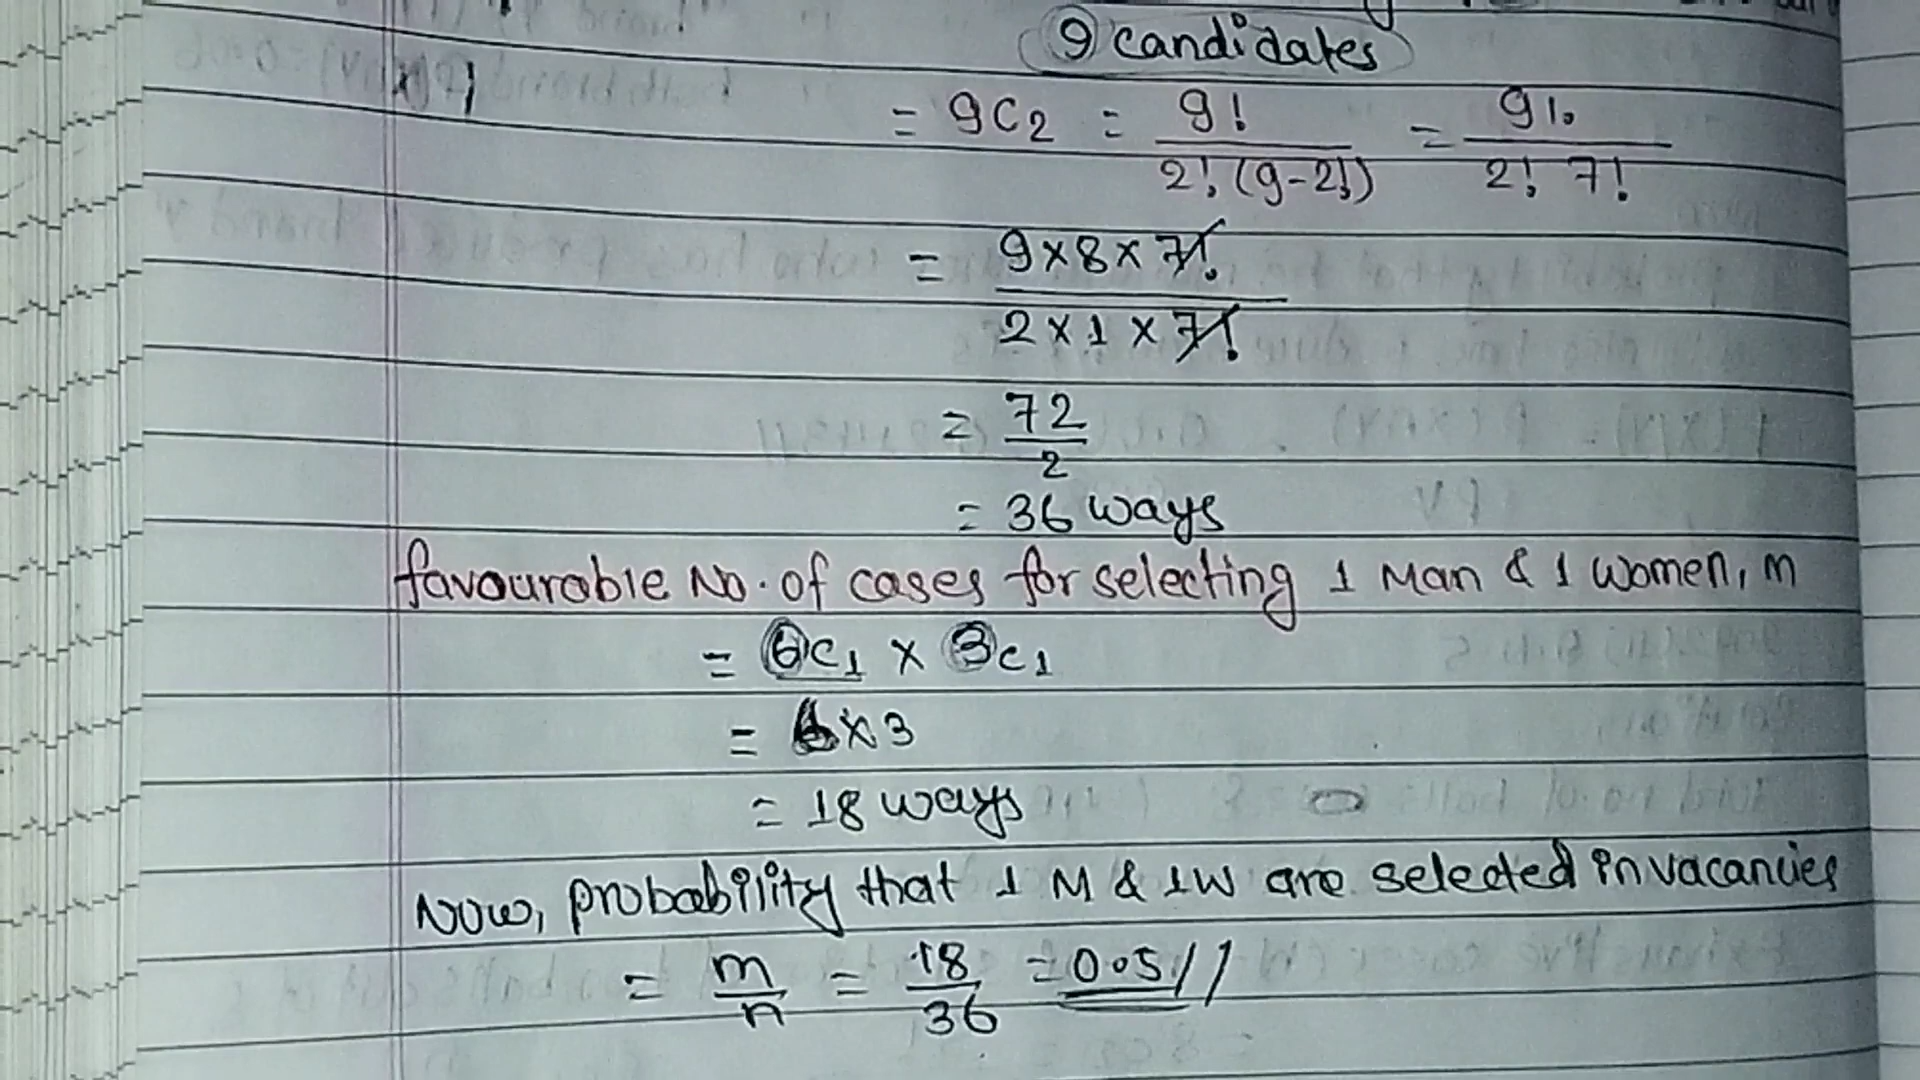 9 candidates
= 9C2 = 9! / 2! (9-2!) = 9! / 2! 7!
= 9 x 8 x 7! / 2 x 1 x 7!
= 72 / 2
= 36 ways
favourable No. of cases for selecting 1 Man & 1 women, m
= 6C1 x 3C1
= 6 x 3
= 18 ways
Now, probability that 1 M & 1W are selected in vacancies
= m/n = 18/36 = 0.5//